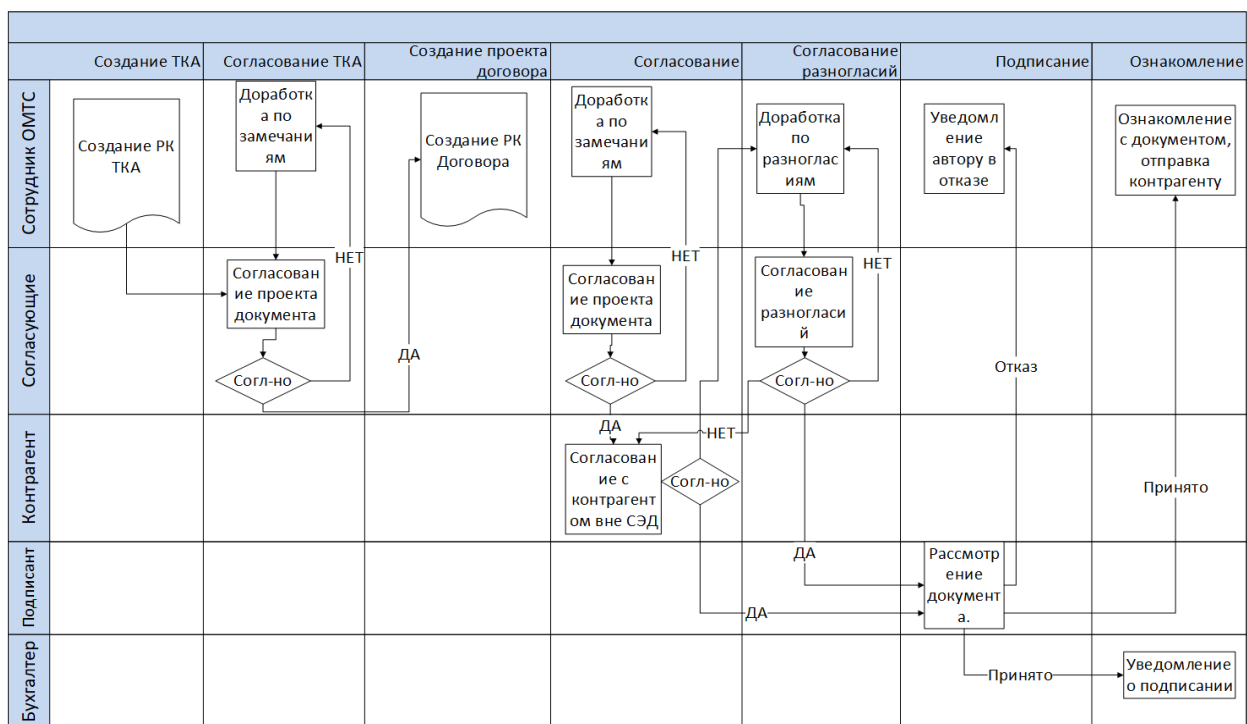 Создание ТКА
Согласование ТКА
Создание проекта
договора
Согласование
Согласование
разногласий
Подписание
Ознакомление
Сотрудник ОМТС
Создание РК
ТКА
Доработк
а по
замечани
ям
Создание РК
Договора
Доработк
а по
замечани
ям
Доработка
по
разноглас
иям
Уведомл
ение
автору в
отказе
Ознакомление
с документом,
отправка
контрагенту
Согласующие
НЕТ
НЕТ
НЕТ
Согласован
ие проекта
документа
Согл-но
ДА
Согласован
ие проекта
документа
Согл-но
Согласован
ие
разногласи
й
Согл-но
Отказ
Контрагент
ДА
НЕТ
Согласован
ие с
контрагент
ом вне СЭД
Согл-но
Принято
Подписант
ДА
ДА
Рассмотр
ение
документ
а.
Бухгалтер
Принято
Уведомление
о подписании